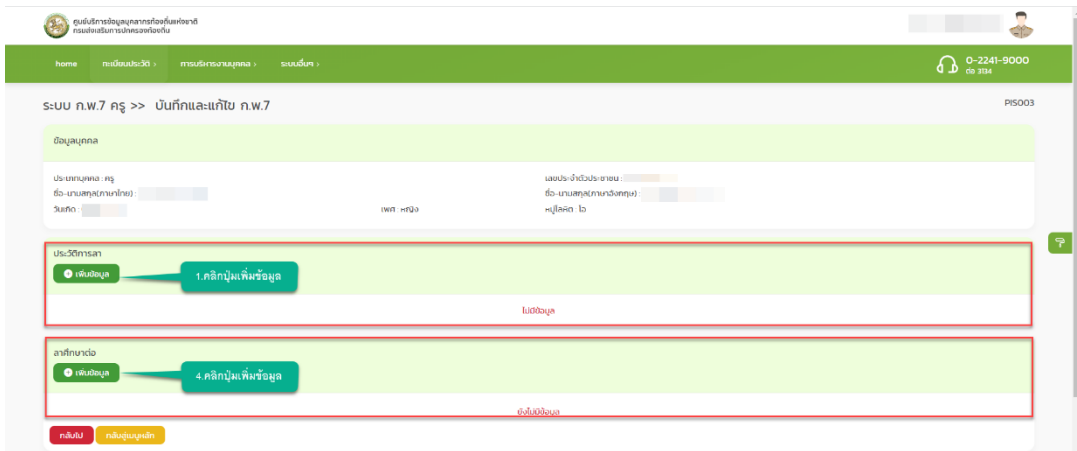 ศูนย์บริการข้อมูลบุคลากรท้องถิ่นแห่งชาติ
กรมส่งเสริมการปกครองท้องถิ่น
home ทะเบียนประวัติ › การบริหารงานบุคคล › ระบบอื่นๆ ›
0-2241-9000
ต่อ 3134
ระบบ ก.พ.7 ครู >> บันทึกและแก้ไข ก.พ.7
PIS003
ข้อมูลบุคคล
ประเภทบุคคล : ครู
เลขประจำตัวประชาชน :
ชื่อ-นามสกุล(ภาษาไทย) :
ชื่อ-นามสกุล(ภาษาอังกฤษ) :
วันเกิด :
เพศ : หญิง
หมู่โลหิต : โอ
ประวัติการลา
เพิ่มข้อมูล
1.คลิกปุ่มเพิ่มข้อมูล
ไม่มีข้อมูล
ลาศึกษาต่อ
เพิ่มข้อมูล
4.คลิกปุ่มเพิ่มข้อมูล
ยังไม่มีข้อมูล
กลับไป กลับสู่เมนูหลัก